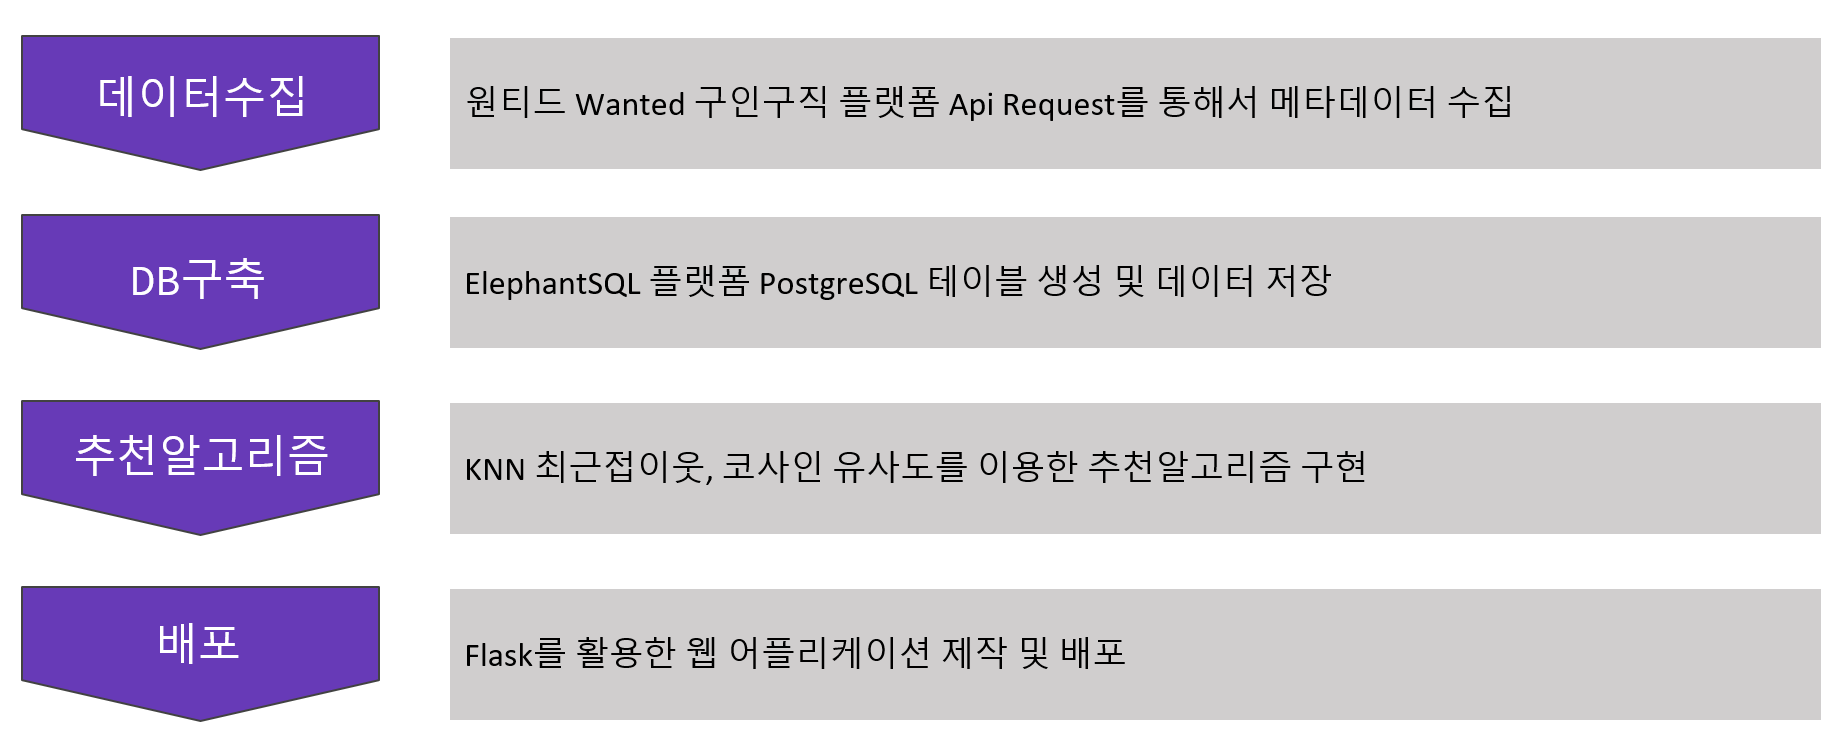 데이터수집
원티드 Wanted 구인구직 플랫폼 Api Request를 통해서 메타데이터 수집
DB구축
ElephantSQL 플랫폼 PostgreSQL 테이블 생성 및 데이터 저장
추천알고리즘
KNN 최근접이웃, 코사인 유사도를 이용한 추천알고리즘 구현
배포
Flask를 활용한 웹 어플리케이션 제작 및 배포